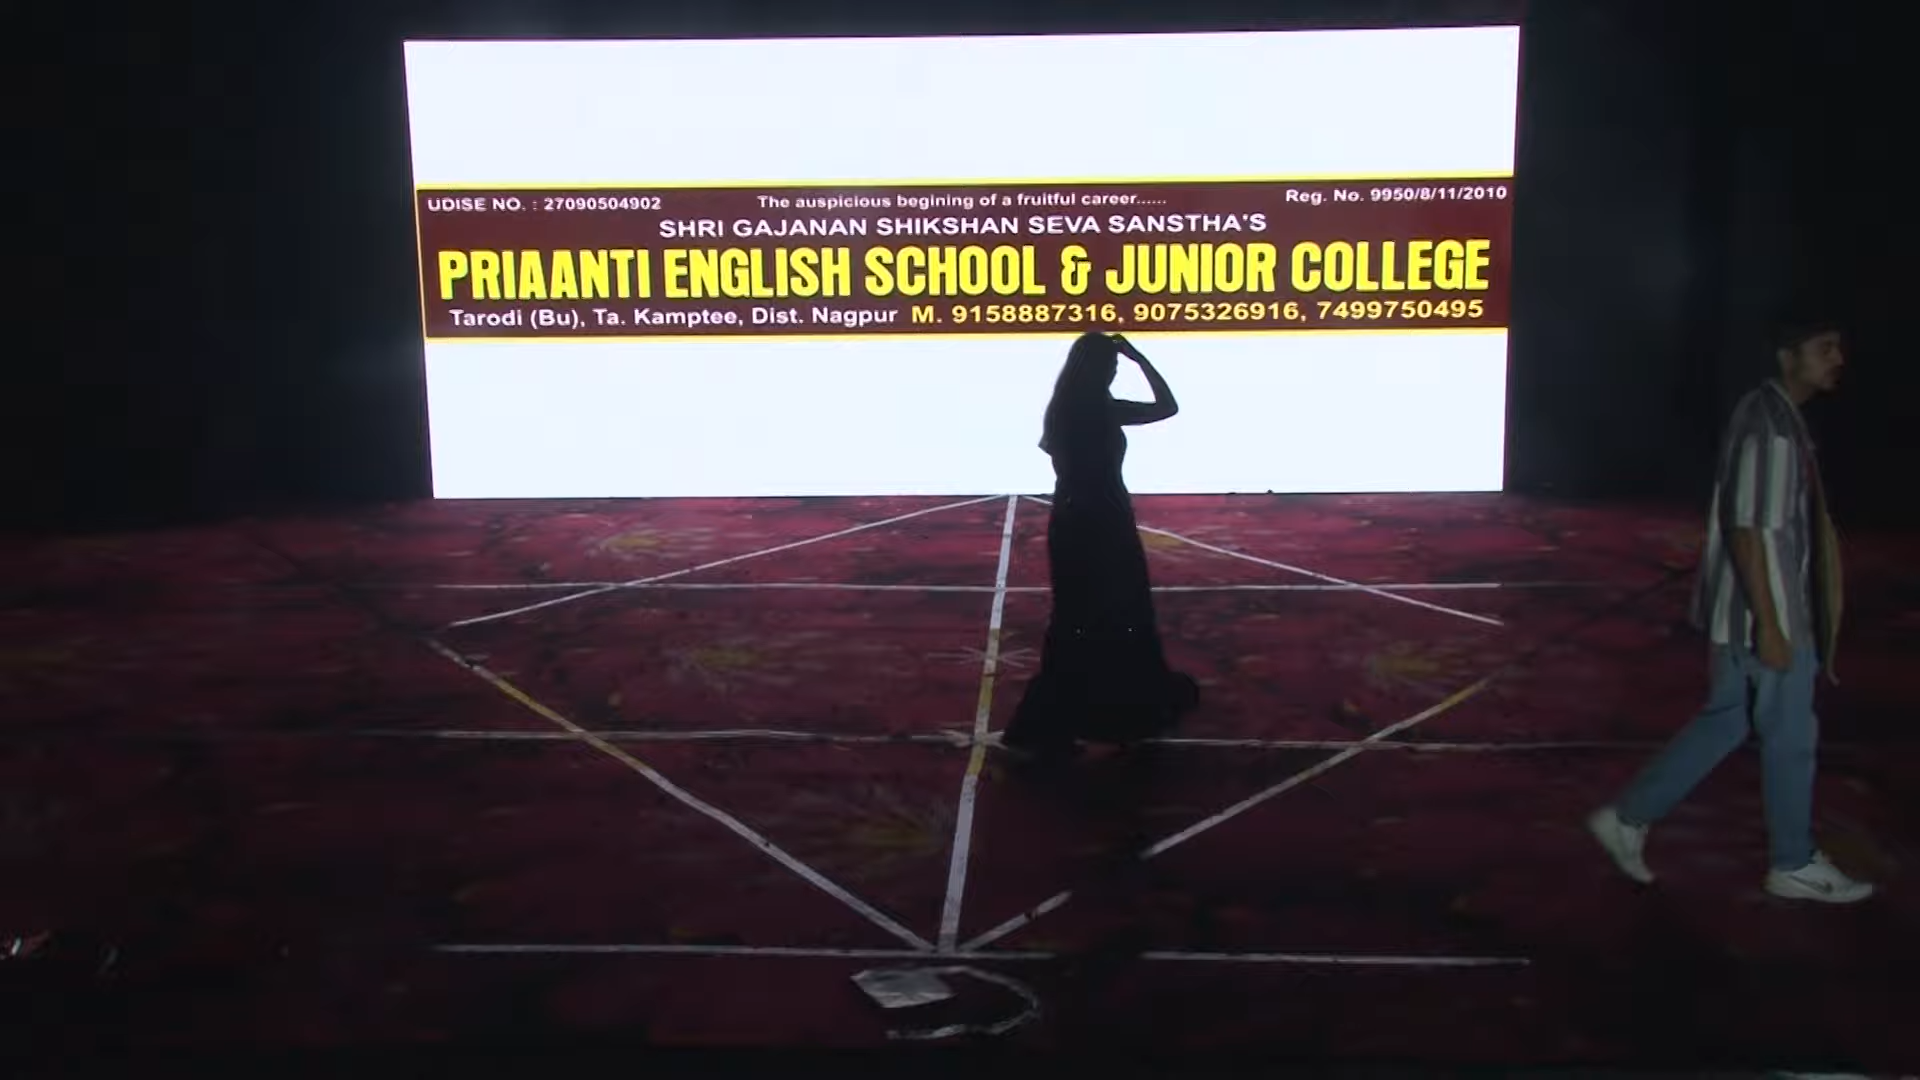 UDISE NO. : 27090504902 The auspicious begining of a fruitful career...... Reg. No. 9950/8/11/2010
SHRI GAJANAN SHIKSHAN SEVA SANSTHA'S
PRIAANTI ENGLISH SCHOOL & JUNIOR COLLEGE
Tarodi (Bu), Ta. Kamptee, Dist. Nagpur M. 9158887316, 9075326916, 7499750495